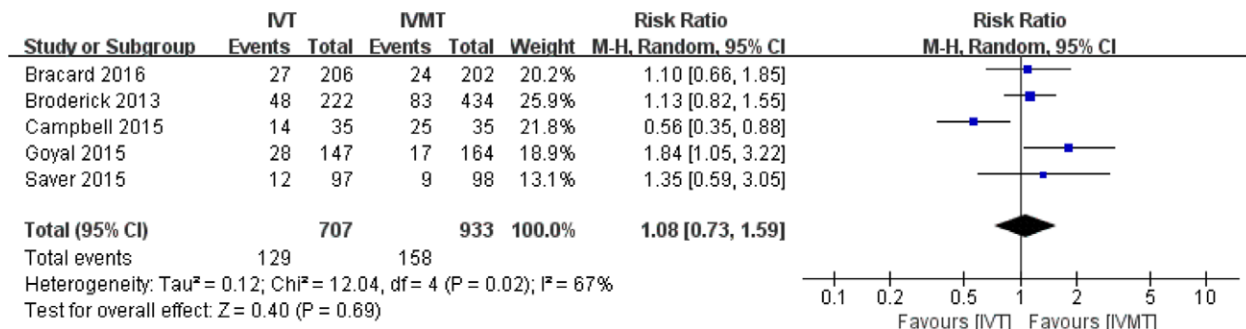 IVT IVMT Risk Ratio Risk Ratio
Study or Subgroup Events Total Events Total Weight M-H, Random, 95% CI M-H, Random, 95% CI
Bracard 2016 27 206 24 202 20.2% 1.10 [0.66, 1.85]
Broderick 2013 48 222 83 434 25.9% 1.13 [0.82, 1.55]
Campbell 2015 14 35 25 35 21.8% 0.56 [0.35, 0.88]
Goyal 2015 28 147 17 164 18.9% 1.84 [1.05, 3.22]
Saver 2015 12 97 9 98 13.1% 1.35 [0.59, 3.05]
Total (95% CI) 707 933 100.0% 1.08 [0.73, 1.59]
Total events 129 158
Heterogeneity: Tau² = 0.12; Chi² = 12.04, df = 4 (P = 0.02); I² = 67%
Test for overall effect: Z = 0.40 (P = 0.69)
0.1 0.2 0.5 1 2 5 10
Favours [IVT] Favours [IVMT]